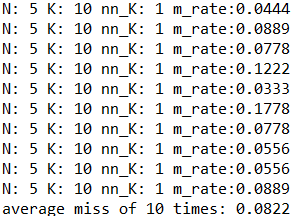 N: 5 K: 10 nn_K: 1 m_rate:0.0444
N: 5 K: 10 nn_K: 1 m_rate:0.0889
N: 5 K: 10 nn_K: 1 m_rate:0.0778
N: 5 K: 10 nn_K: 1 m_rate:0.1222
N: 5 K: 10 nn_K: 1 m_rate:0.0333
N: 5 K: 10 nn_K: 1 m_rate:0.1778
N: 5 K: 10 nn_K: 1 m_rate:0.0778
N: 5 K: 10 nn_K: 1 m_rate:0.0556
N: 5 K: 10 nn_K: 1 m_rate:0.0556
N: 5 K: 10 nn_K: 1 m_rate:0.0889
average miss of 10 times: 0.0822